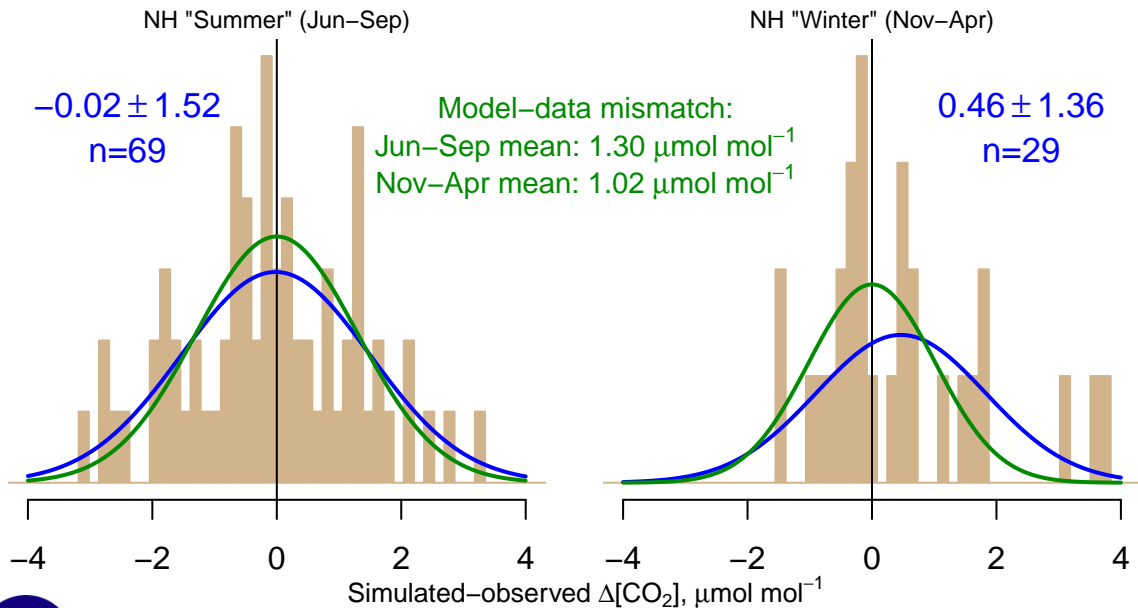 NH "Summer" (Jun−Sep)
NH "Winter" (Nov−Apr)
−0.02 ± 1.52
n=69
Model−data mismatch:
Jun−Sep mean: 1.30 μmol mol⁻¹
Nov−Apr mean: 1.02 μmol mol⁻¹
0.46 ± 1.36
n=29
−4 −2 0 2 4
−4 −2 0 2 4
Simulated−observed Δ[CO₂], μmol mol⁻¹